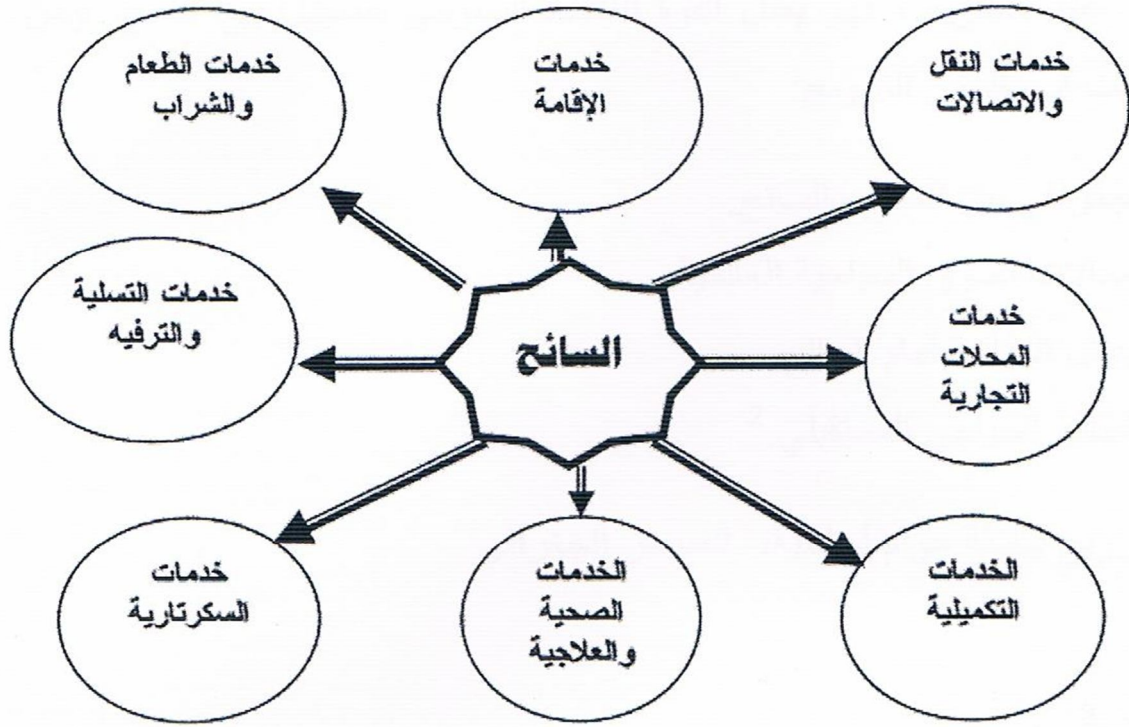 خدمات النقل
والاتصالات
خدمات
الإقامة
خدمات الطعام
والشراب
خدمات
المحلات
التجارية
السائح
خدمات التسلية
والترفيه
الخدمات
التكميلية
الخدمات
الصحية
والعلاجية
خدمات
السكرتارية